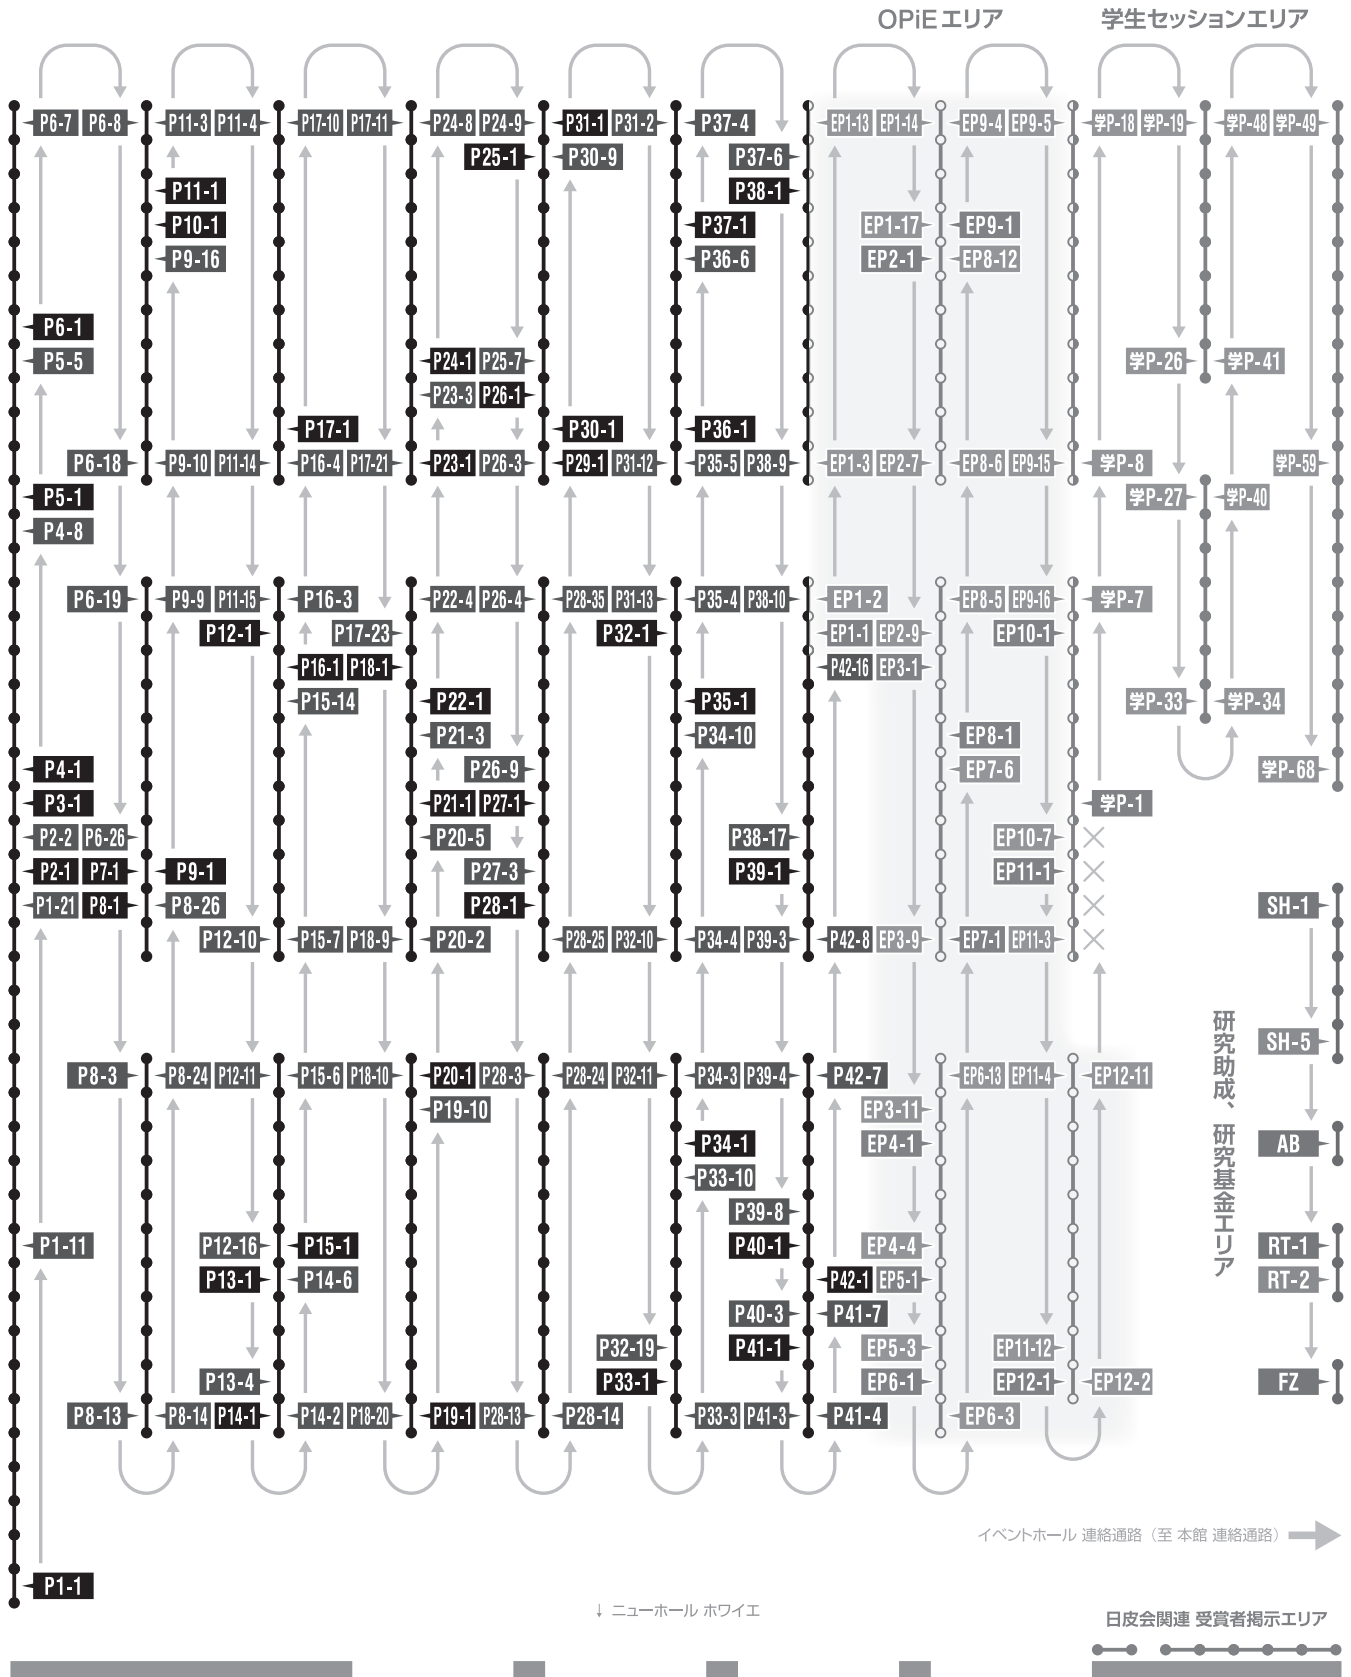 OPiEエリア 学生セッションエリア
P6-7 P6-8 P11-3 P11-4 P17-10 P17-11 P24-8 P24-9 P31-1 P31-2 P37-4 EP1-13 EP1-14 EP9-4 EP9-5 学P-18 学P-19 学P-48 学P-49
P25-1 P30-9 P37-6
P11-1 P38-1
P10-1 P37-1 EP1-17 EP9-1
P9-16 P36-6 EP2-1 EP8-12
P6-1
P5-5 P24-1 P25-7 学P-26 学P-41
P23-3 P26-1
P17-1 P30-1 P36-1
P6-18 P9-10 P11-14 P16-4 P17-21 P23-1 P26-3 P29-1 P31-12 P35-5 P38-9 EP1-3 EP2-7 EP8-6 EP9-15 学P-8 学P-59
P5-1 学P-27 学P-40
P4-8
P6-19 P9-9 P11-15 P16-3 P22-4 P26-4 P28-35 P31-13 P35-4 P38-10 EP1-2 EP8-5 EP9-16 学P-7
P12-1 P17-23 P32-1 EP1-1 EP2-9 EP10-1
P16-1 P18-1 P42-16 EP3-1
P15-14 P22-1 P35-1 学P-33 学P-34
P21-3 P34-10 EP8-1
P4-1 P26-9 EP7-6 学P-68
P3-1 P21-1 P27-1 学P-1
P2-2 P6-26 P20-5 P38-17 EP10-7
P2-1 P7-1 P9-1 P27-3 P39-1 EP11-1
P1-21 P8-1 P8-26 P28-1 SH-1
P12-10 P15-7 P18-9 P20-2 P28-25 P32-10 P34-4 P39-3 P42-8 EP3-9 EP7-1 EP11-3
研究助成、研究基金エリア
SH-5
P8-3 P8-24 P12-11 P15-6 P18-10 P20-1 P28-3 P28-24 P32-11 P34-3 P39-4 P42-7 EP6-13 EP11-4 EP12-11
P19-10 EP3-11
P34-1 EP4-1 AB
P33-10
P39-8
P1-11 P12-16 P15-1 P40-1 EP4-4 RT-1
P13-1 P14-6 P42-1 EP5-1 RT-2
P40-3 P41-7
P32-19 P41-1 EP5-3 EP11-12
P13-4 P33-1 EP6-1 EP12-1 EP12-2 FZ
P8-13 P8-14 P14-1 P14-2 P18-20 P19-1 P28-13 P28-14 P33-3 P41-3 P41-4 EP6-3
イベントホール 連絡通路（至 本館 連絡通路）
P1-1
↓ ニューホール ホワイエ
日皮会関連 受賞者掲示エリア